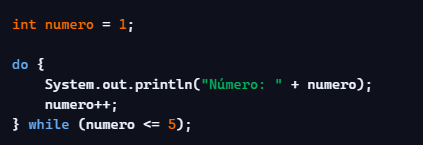 int numero = 1;

do {
    System.out.println("Número: " + numero);
    numero++;
} while (numero <= 5);